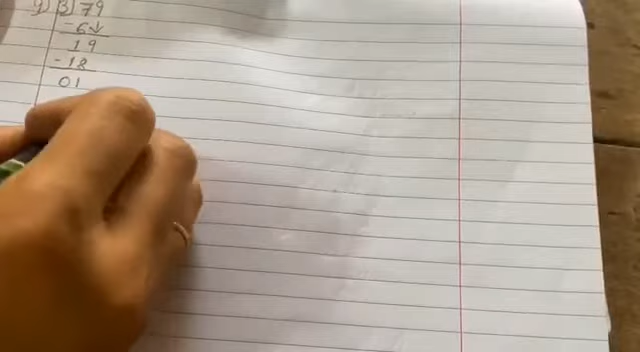 g) 3) 79
- 6↓
19
- 18
01